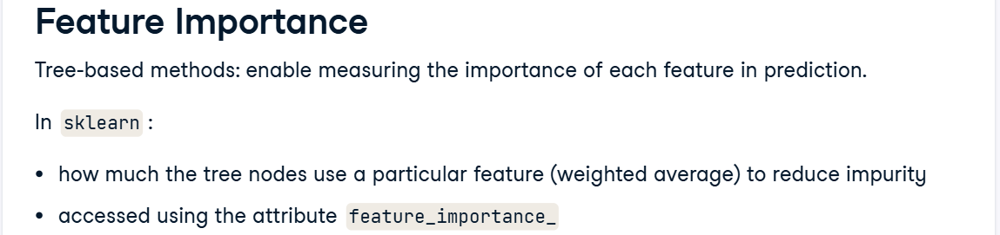 Feature Importance
Tree-based methods: enable measuring the importance of each feature in prediction.
In sklearn :
• how much the tree nodes use a particular feature (weighted average) to reduce impurity
• accessed using the attribute feature_importance_